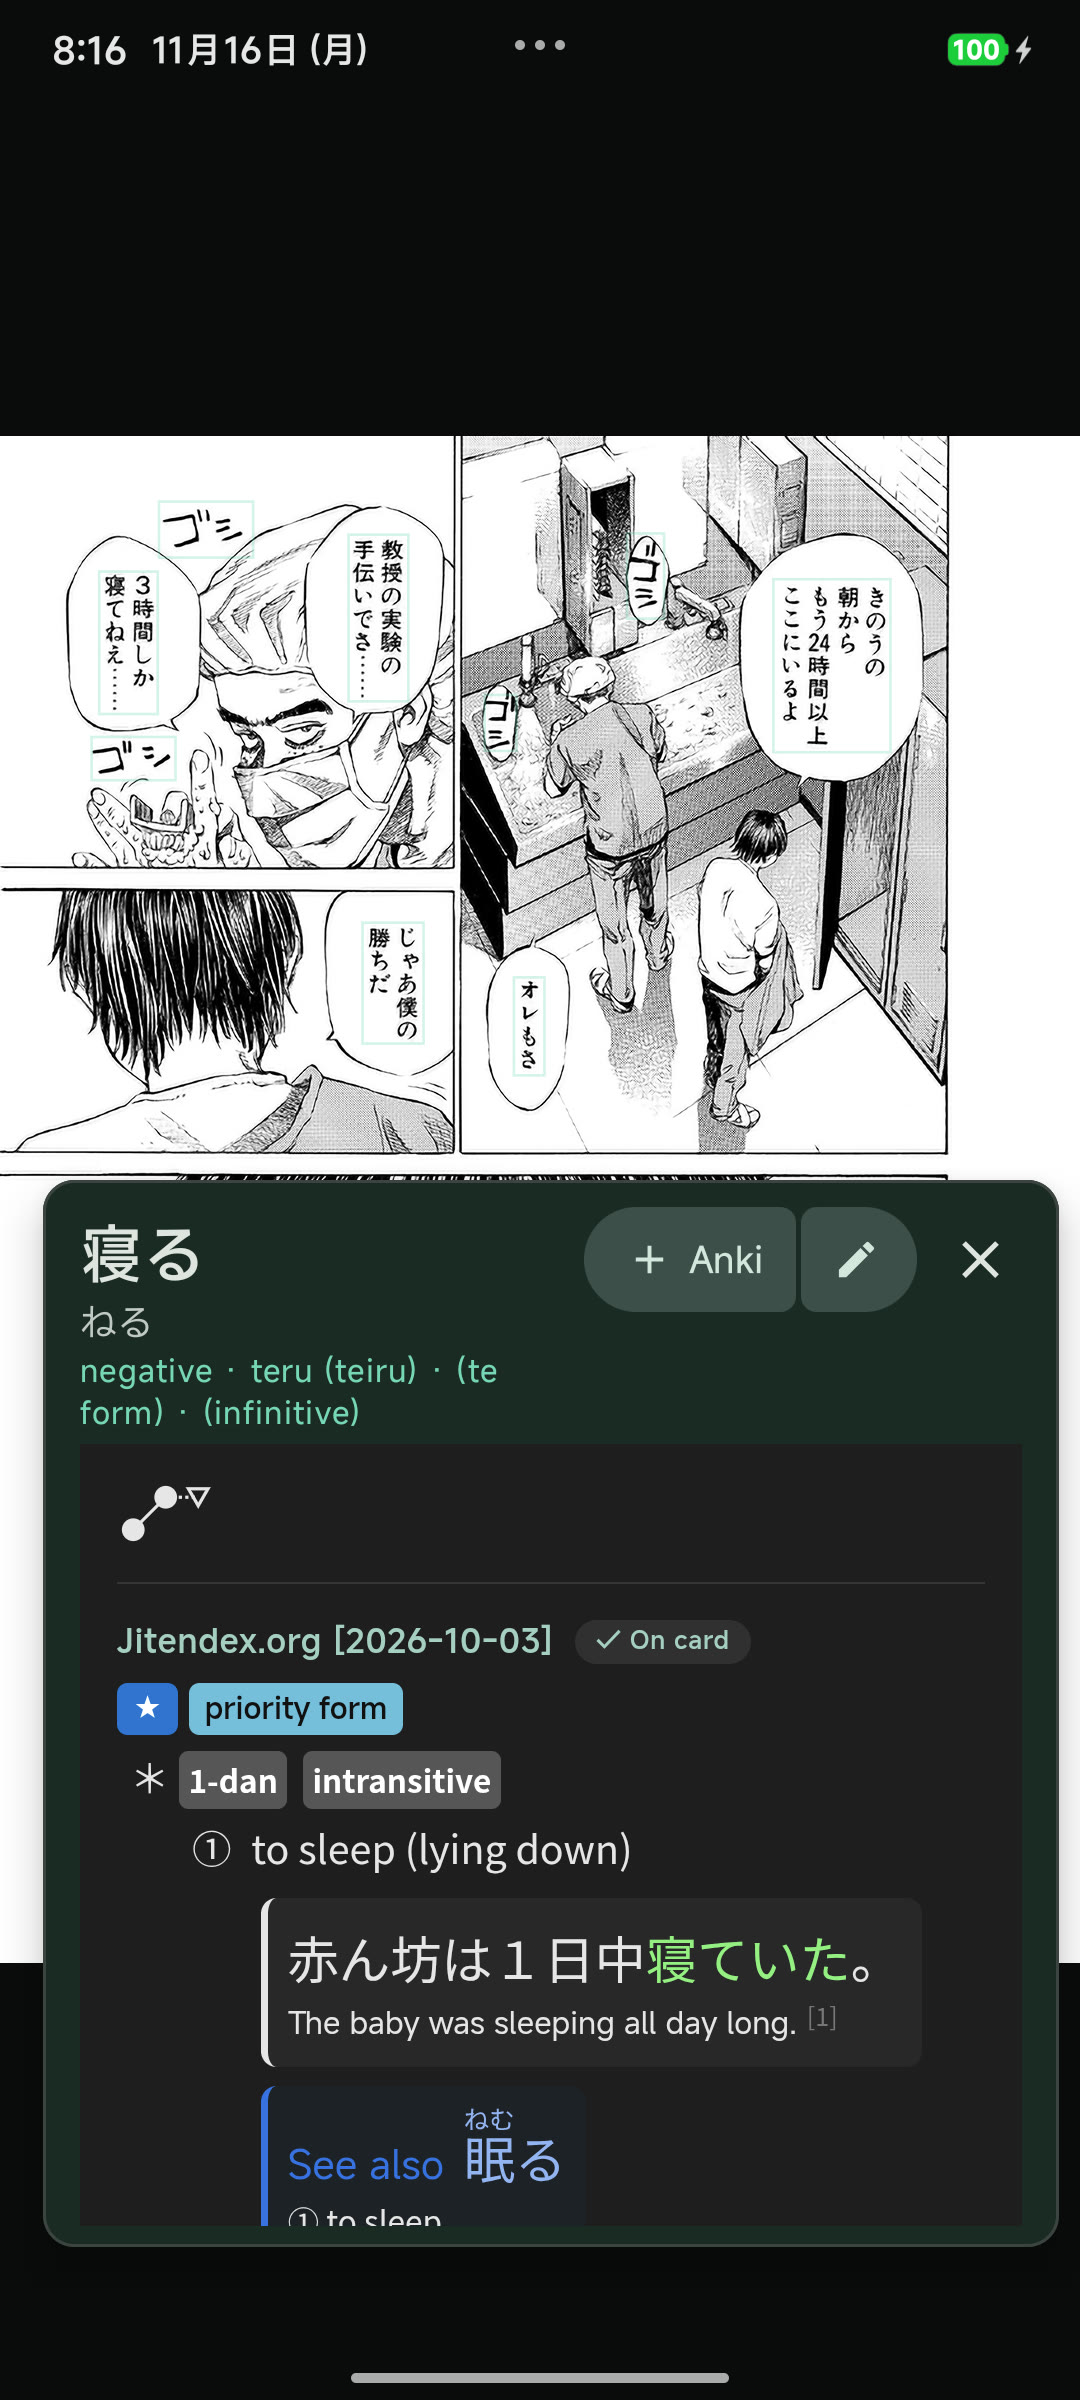 8:16 11月16日 (月)
100
きのうの
朝から
もう24時間以上
ここにいるよ
ゴシ
ゴシ
オレもさ
教授の実験の
手伝いでさ……
ゴシ
3時間しか
寝てねえ……
ゴシ
じゃあ僕の
勝ちだ
寝る
ねる
negative · teru (teiru) · (te
form) · (infinitive)
+ Anki
Jitendex.org [2026-10-03] ✓ On card
★ priority form
＊ 1-dan intransitive
① to sleep (lying down)
赤ん坊は１日中寝ていた。
The baby was sleeping all day long. [1]
ねむ
See also 眠る
① to sleep